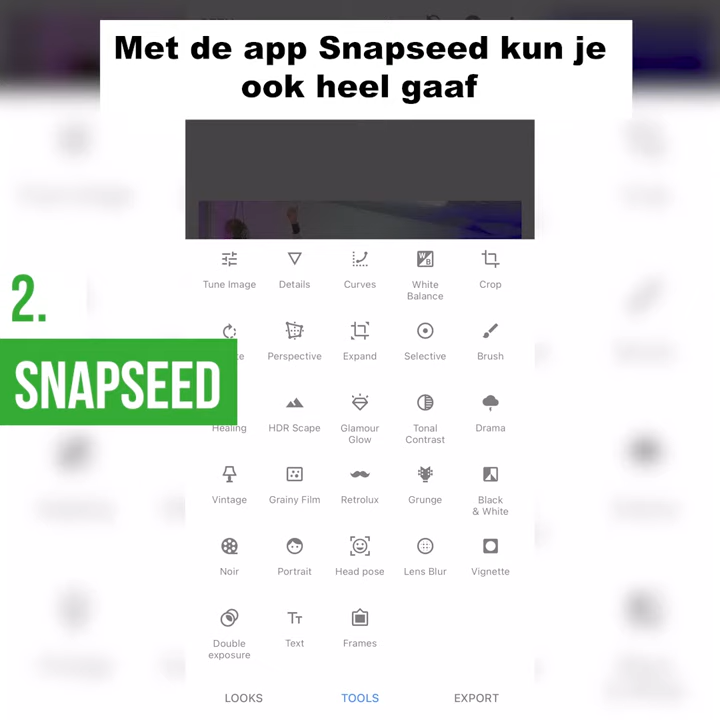 Met de app Snapseed kun je
ook heel gaaf
Tune Image
Details
Curves
White
Balance
Crop
2.
Perspective
Expand
Selective
Brush
SNAPSEED
Healing
HDR Scape
Glamour
Glow
Tonal
Contrast
Drama
Vintage
Grainy Film
Retrolux
Grunge
Black
& White
Noir
Portrait
Head pose
Lens Blur
Vignette
Double
exposure
Text
Frames
LOOKS
TOOLS
EXPORT